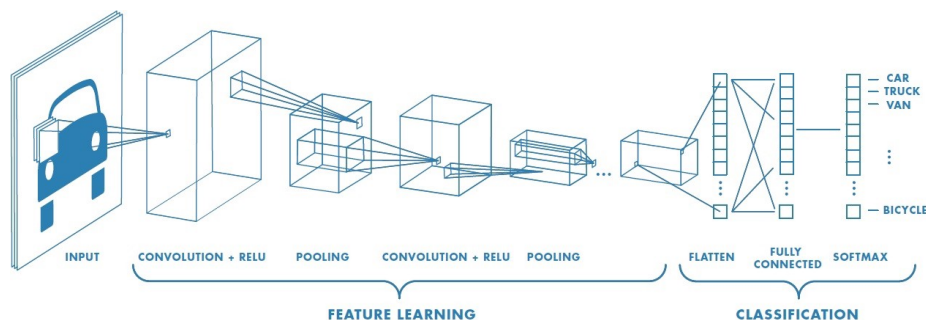 CAR
TRUCK
VAN
BICYCLE
INPUT
CONVOLUTION + RELU
POOLING
CONVOLUTION + RELU
POOLING
FLATTEN
FULLY
CONNECTED
SOFTMAX
FEATURE LEARNING
CLASSIFICATION